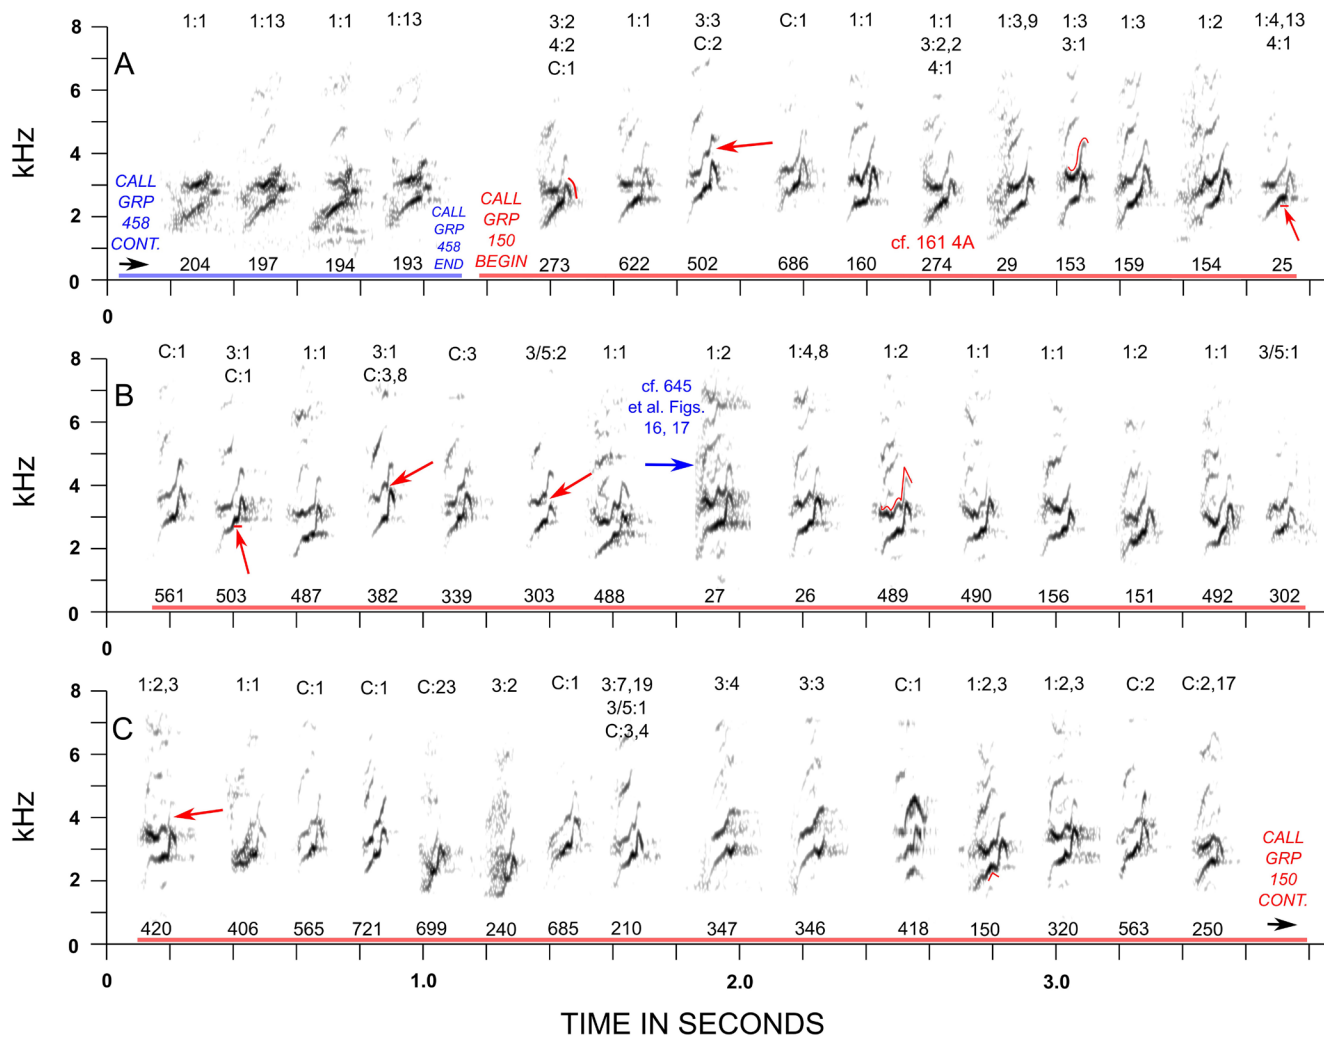 8 1:1 1:13 1:1 1:13 3:2 1:1 3:3 C:1 1:1 1:1 1:3,9 1:3 1:3 1:2 1:4,13
4:2 C:2 3:2,2 3:1 4:1
A C:1 4:1
6
kHz
4
CALL
GRP
458
CONT.
CALL
GRP
458
END
CALL
GRP
150
BEGIN
2
cf. 161 4A
204 197 194 193 273 622 502 686 160 274 29 153 159 154 25
0
0
8 C:1 3:1 1:1 3:1 C:3 3/5:2 1:1 1:2 1:4,8 1:2 1:1 1:1 1:2 1:1 3/5:1
C:1 C:3,8
B
cf. 645
et al. Figs.
16, 17
6
kHz
4
2
561 503 487 382 339 303 488 27 26 489 490 156 151 492 302
0
0
8 1:2,3 1:1 C:1 C:1 C:23 3:2 C:1 3:7,19 3:4 3:3 C:1 1:2,3 1:2,3 C:2 C:2,17
3/5:1
C C:3,4
6
kHz
4
2
CALL
GRP
150
CONT.
420 406 565 721 699 240 685 210 347 346 418 150 320 563 250
0
0 1.0 2.0 3.0
TIME IN SECONDS